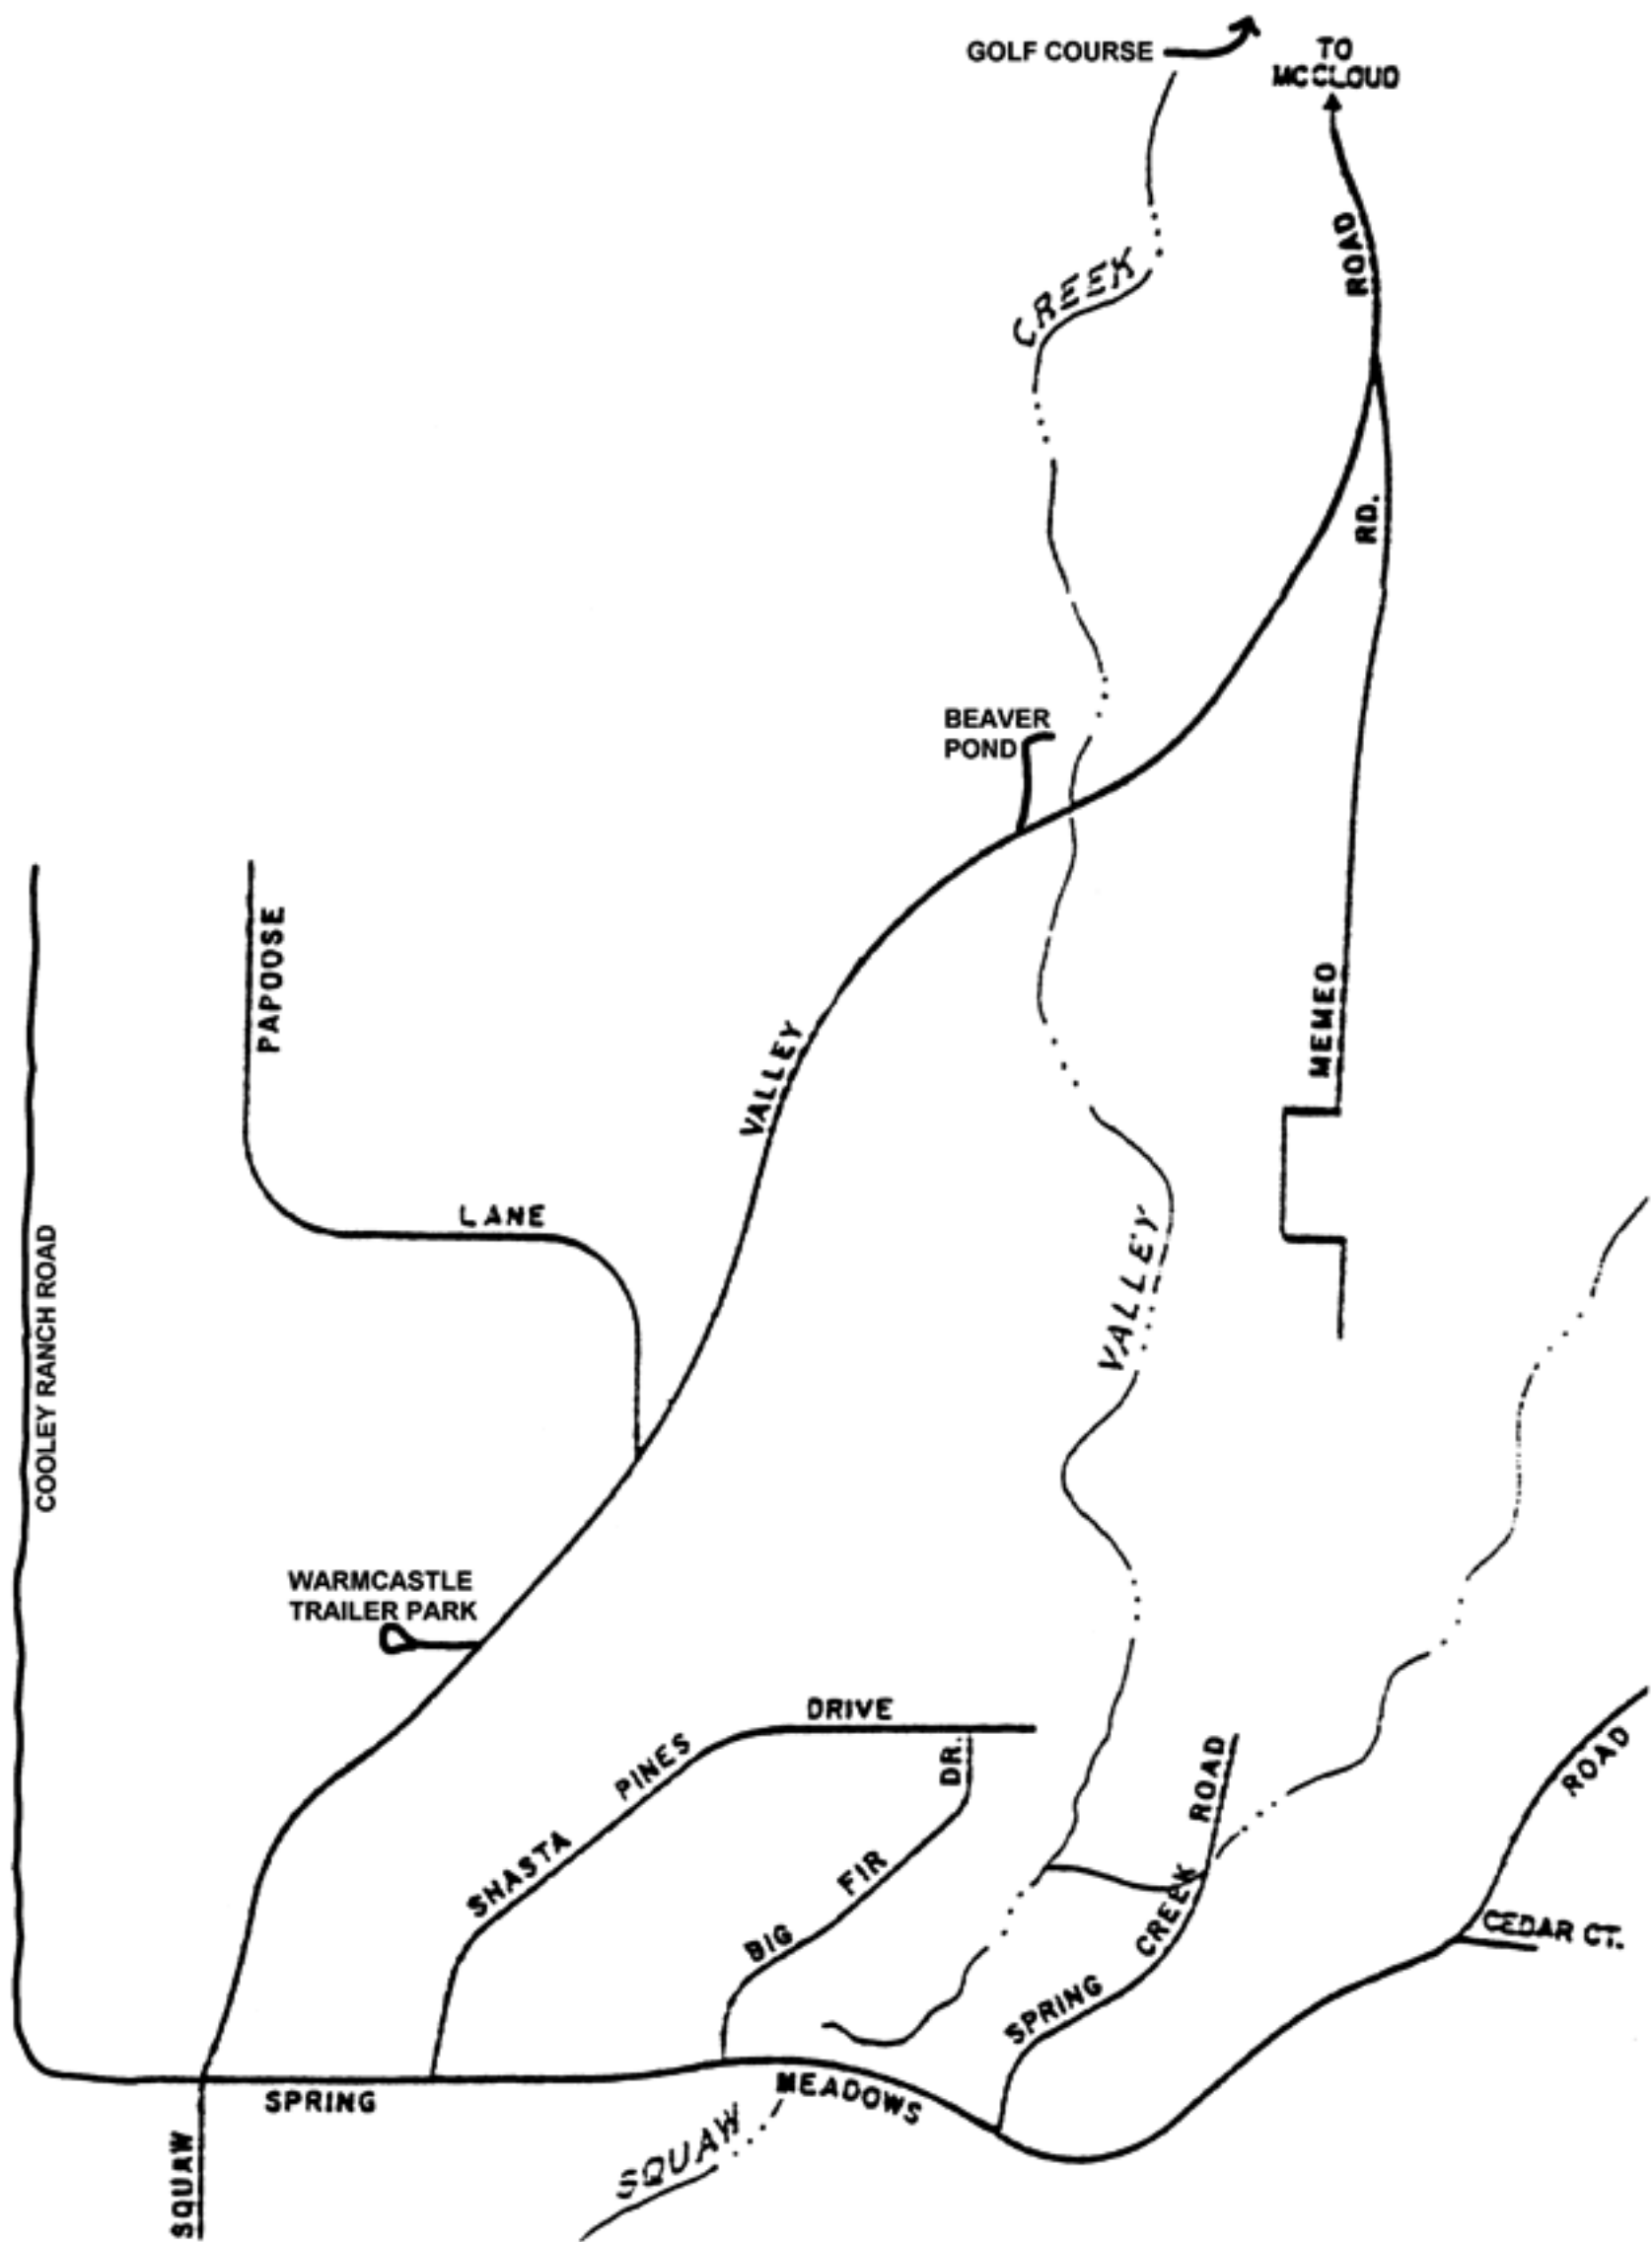 GOLF COURSE
TO
MCCLOUD
ROAD
CREEK
RD.
BEAVER
POND
PAPOOSE
MEMEO
VALLEY
LANE
VALLEY
COOLEY RANCH ROAD
WARMCASTLE
TRAILER PARK
DRIVE
PINES
DR.
ROAD
ROAD
SHASTA
FIR
CREEK
BIG
CEDAR CT.
SPRING
SPRING
MEADOWS
SQUAW
SQUAW